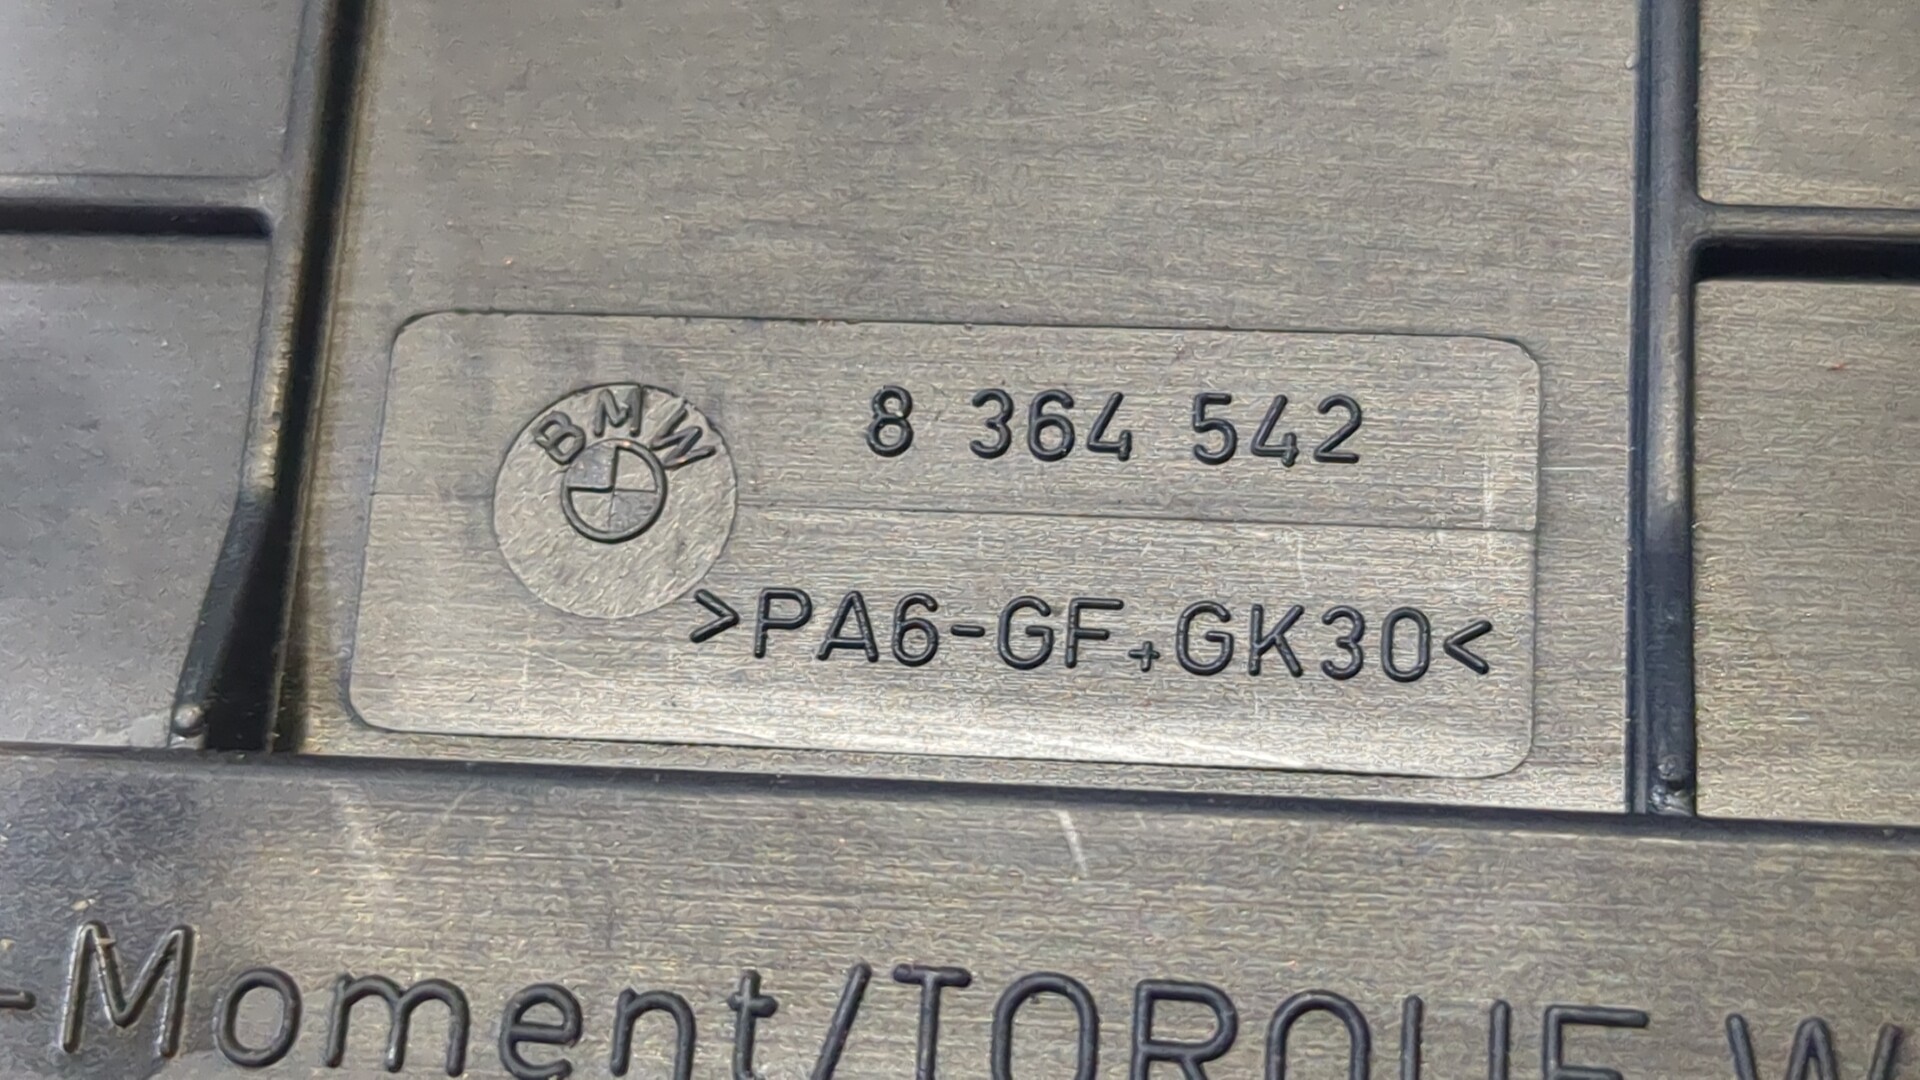 BMW
8 364 542
>PA6-GF+GK30<
-Moment/TORQUE W